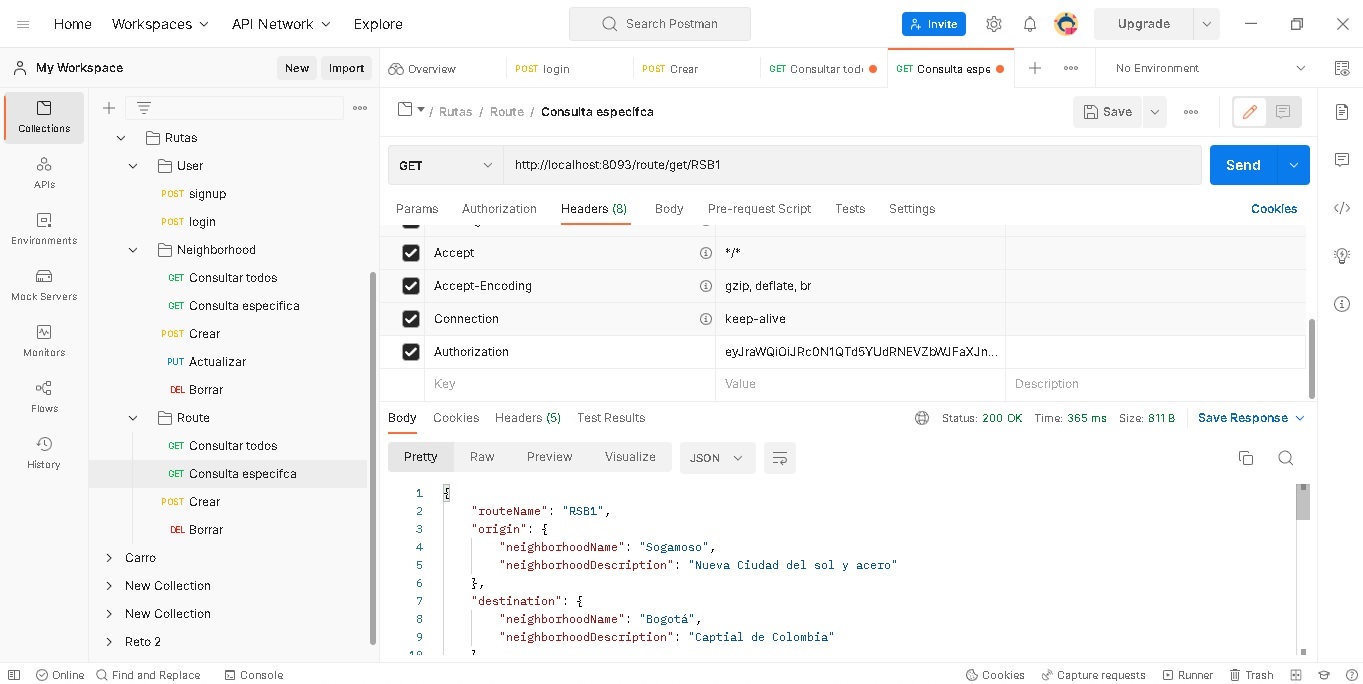 Home Workspaces API Network Explore Search Postman Invite Upgrade
My Workspace New Import Overview POST login POST Crear GET Consultar tod GET Consulta espe No Environment
Rutas / Route / Consulta específca Save
Collections
APIs
Environments
Mock Servers
Monitors
Flows
History
Rutas
User
POST signup
POST login
Neighborhood
GET Consultar todos
GET Consulta específica
POST Crear
PUT Actualizar
DEL Borrar
Route
GET Consultar todos
GET Consulta específca
POST Crear
DEL Borrar
Carro
New Collection
New Collection
Reto 2
GET http://localhost:8093/route/get/RSB1 Send
Params Authorization Headers (8) Body Pre-request Script Tests Settings Cookies
Accept */*
Accept-Encoding gzip, deflate, br
Connection keep-alive
Authorization eyJraWQiOiJRc0N1QTd5YUdRNEVZbWJFaXJn...
Key Value Description
Body Cookies Headers (5) Test Results Status: 200 OK Time: 365 ms Size: 811 B Save Response
Pretty Raw Preview Visualize JSON
1 {
2 "routeName": "RSB1",
3 "origin": {
4 "neighborhoodName": "Sogamoso",
5 "neighborhoodDescription": "Nueva Ciudad del sol y acero"
6 },
7 "destination": {
8 "neighborhoodName": "Bogotá",
9 "neighborhoodDescription": "Captial de Colombia"
Online Find and Replace Console Cookies Capture requests Runner Trash